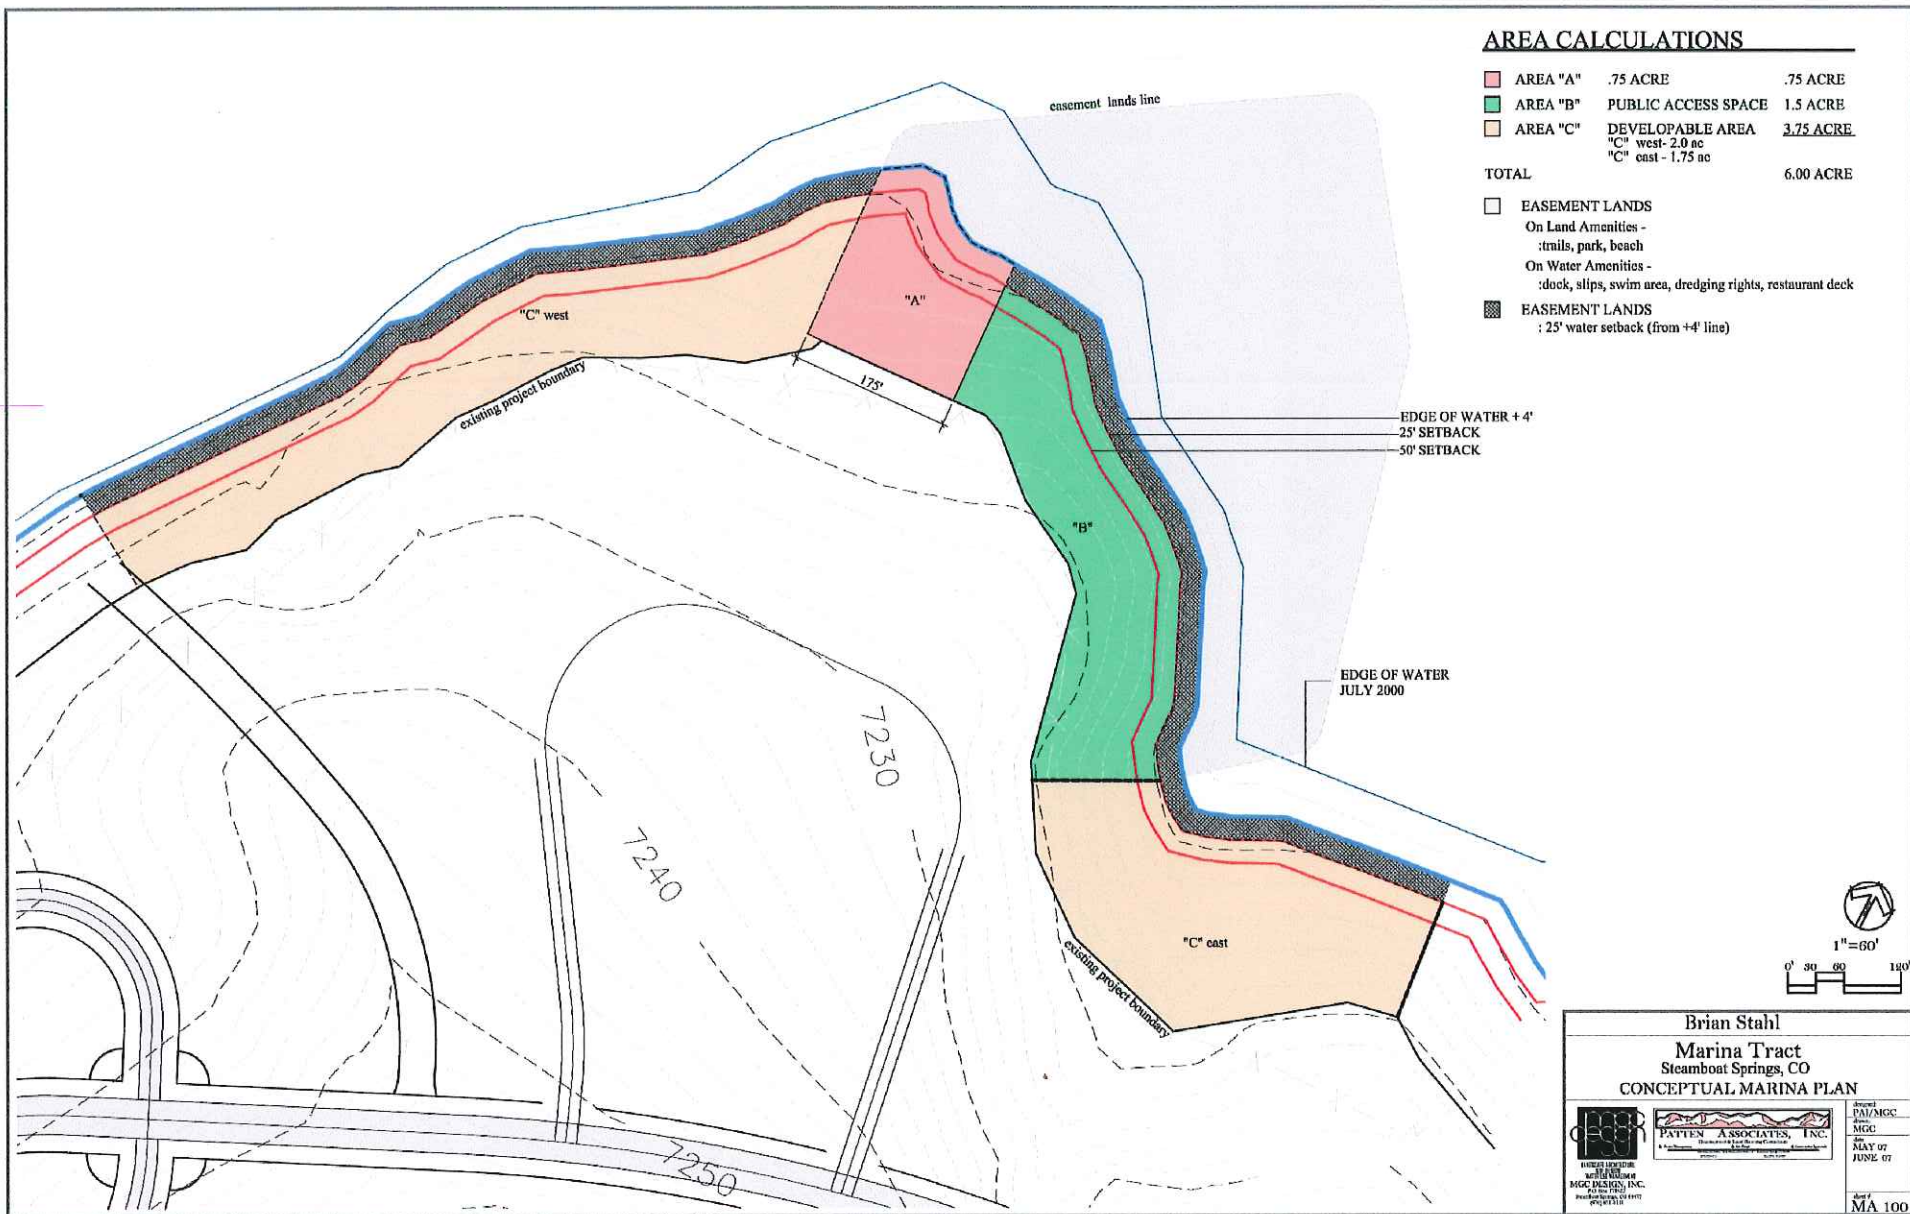 AREA CALCULATIONS
AREA "A" .75 ACRE .75 ACRE
AREA "B" PUBLIC ACCESS SPACE 1.5 ACRE
AREA "C" DEVELOPABLE AREA 3.75 ACRE
"C" west- 2.0 ac
"C" east - 1.75 ac
TOTAL 6.00 ACRE
EASEMENT LANDS
On Land Amenities -
:trails, park, beach
On Water Amenities -
:dock, slips, swim area, dredging rights, restaurant deck
EASEMENT LANDS
: 25' water setback (from +4' line)
easement lands line
"A"
"C" west
existing project boundary
175'
EDGE OF WATER + 4'
25' SETBACK
50' SETBACK
"B"
EDGE OF WATER
JULY 2000
7230
7240
"C" east
existing project boundary
7250
1"=60'
0' 30 60 120'
Brian Stahl
Marina Tract
Steamboat Springs, CO
CONCEPTUAL MARINA PLAN
PATTEN ASSOCIATES, INC.
MGC DESIGN, INC.
PAI/MGC
MGC
date
MAY 07
JUNE 07
MA 100